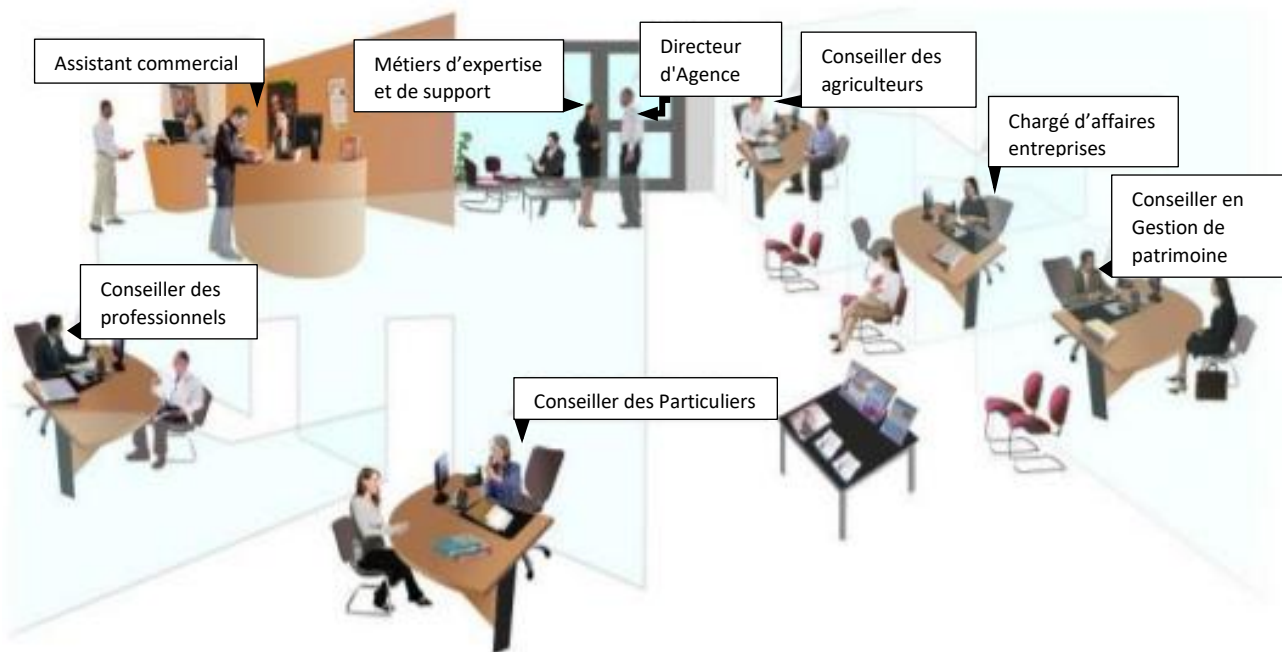 Assistant commercial
Métiers d’expertise
et de support
Directeur
d'Agence
Conseiller des
agriculteurs
Chargé d’affaires
entreprises
Conseiller en
Gestion de
patrimoine
Conseiller des
professionnels
Conseiller des Particuliers